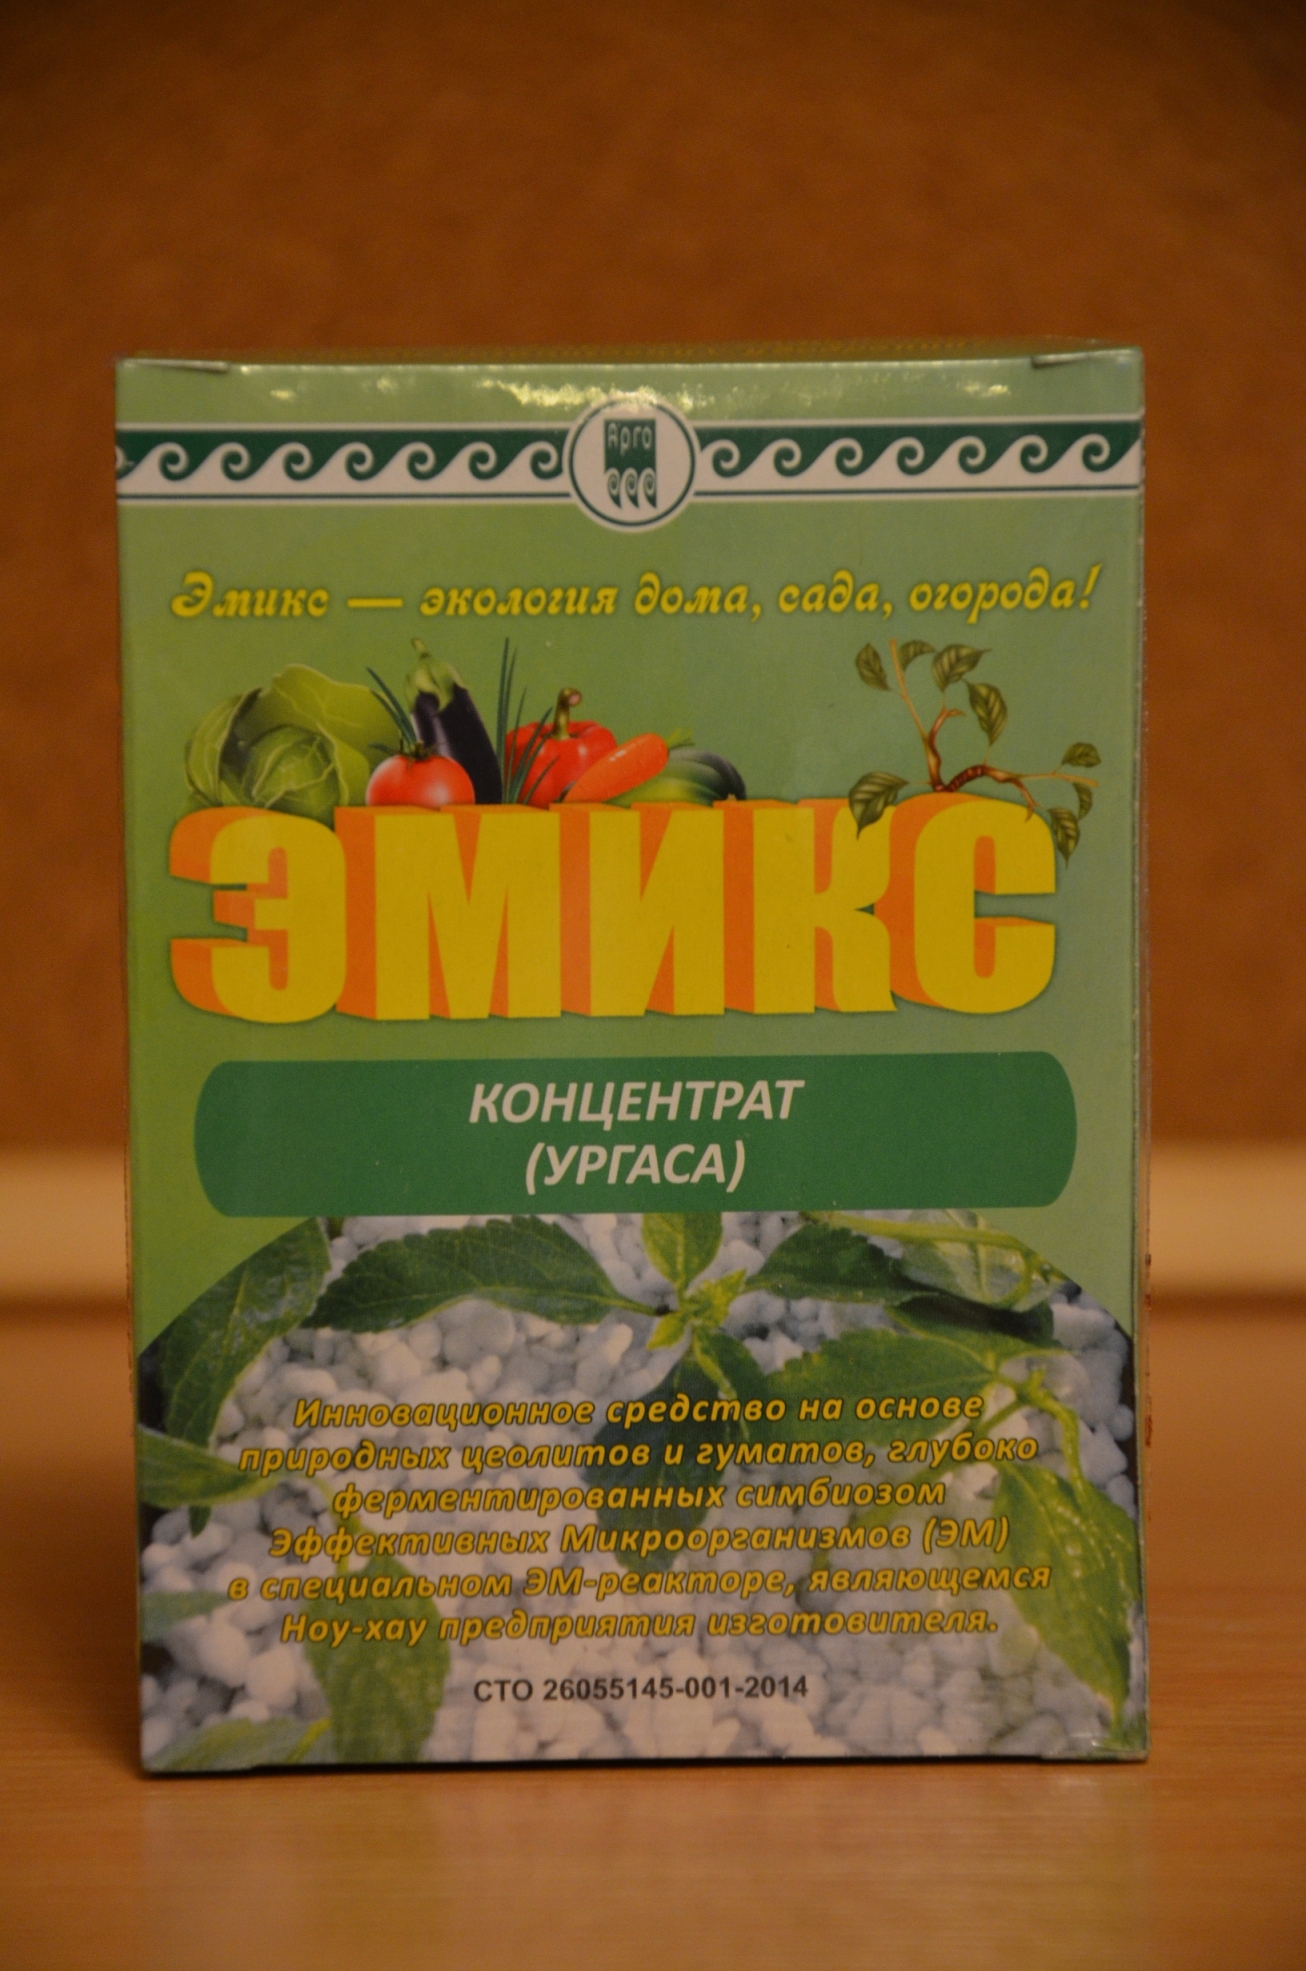 Арго
Эмикс — экология дома, сада, огорода!
ЭМИКС
КОНЦЕНТРАТ
(УРГАСА)
Инновационное средство на основе
природных цеолитов и гуматов, глубоко
ферментированных симбиозом
Эффективных Микроорганизмов (ЭМ)
в специальном ЭМ-реакторе, являющемся
Ноу-хау предприятия изготовителя.
СТО 26055145-001-2014